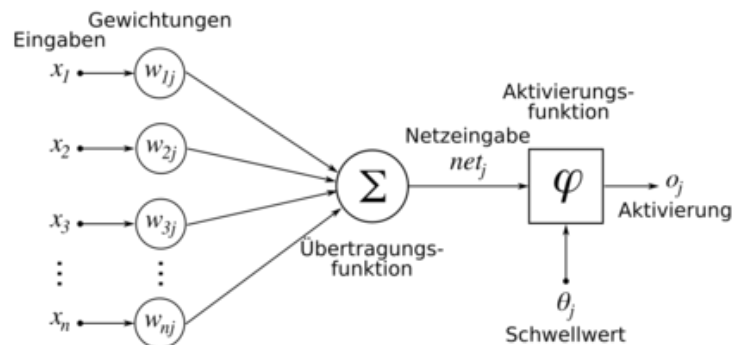 Gewichtungen
Eingaben
x₁
w₁ⱼ
x₂
w₂ⱼ
x₃
w₃ⱼ
⋮ ⋮
xₙ
wₙⱼ
Σ
Übertragungs-
funktion
Netzeingabe
netⱼ
Aktivierungs-
funktion
φ
oⱼ
Aktivierung
θⱼ
Schwellwert